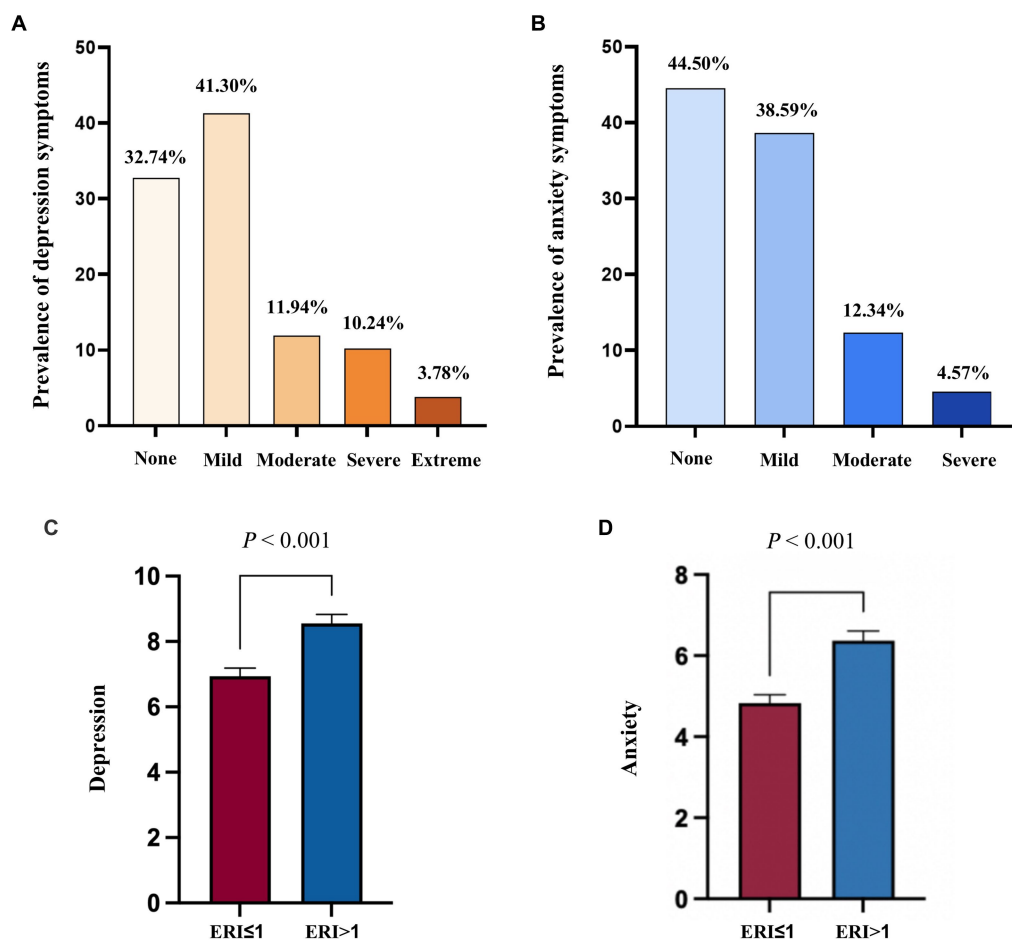 A
Prevalence of depression symptoms
50
40
30
20
10
0
32.74%
41.30%
11.94%
10.24%
3.78%
None Mild Moderate Severe Extreme
B
Prevalence of anxiety symptoms
50
40
30
20
10
0
44.50%
38.59%
12.34%
4.57%
None Mild Moderate Severe
C
P < 0.001
Depression
10
8
6
4
2
0
ERI≤1 ERI>1
D
P < 0.001
Anxiety
8
6
4
2
0
ERI≤1 ERI>1